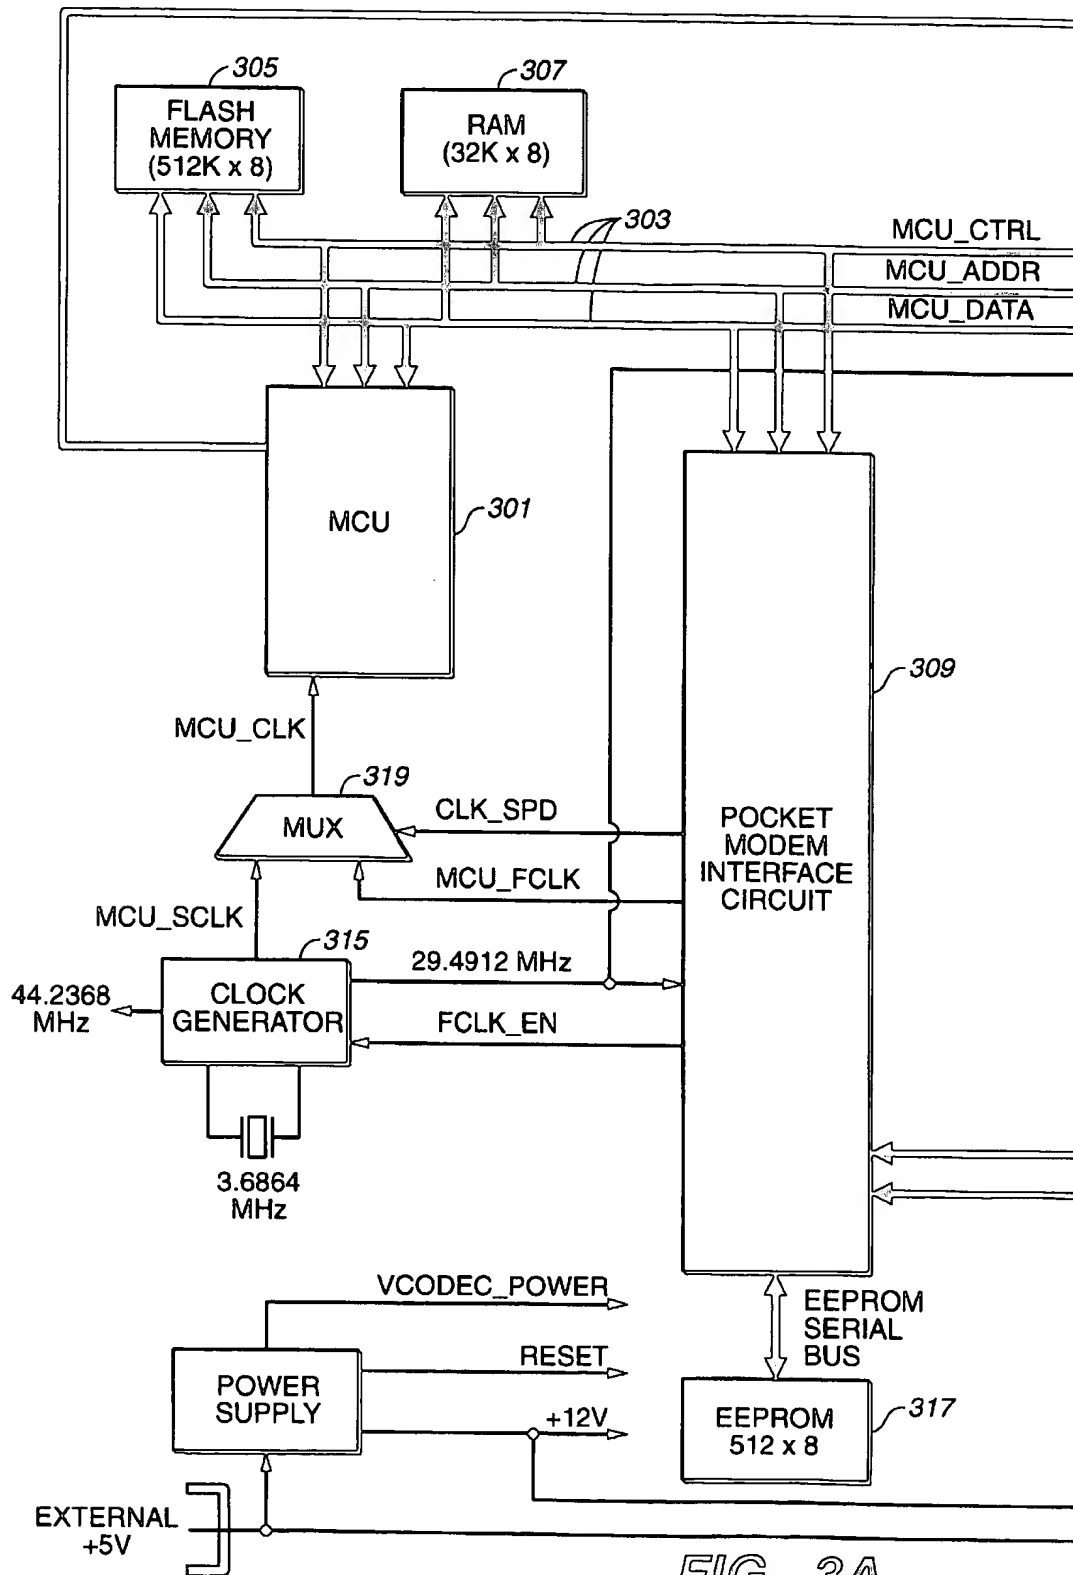 305
FLASH
MEMORY
(512K x 8)
307
RAM
(32K x 8)
303
MCU_CTRL
MCU_ADDR
MCU_DATA
MCU
301
309
MCU_CLK
319
MUX
CLK_SPD
MCU_FCLK
MCU_SCLK
POCKET
MODEM
INTERFACE
CIRCUIT
315
CLOCK
GENERATOR
44.2368
MHz
29.4912 MHz
FCLK_EN
3.6864
MHz
VCODEC_POWER
RESET
+12V
POWER
SUPPLY
EXTERNAL
+5V
EEPROM
SERIAL
BUS
EEPROM
512 x 8
317